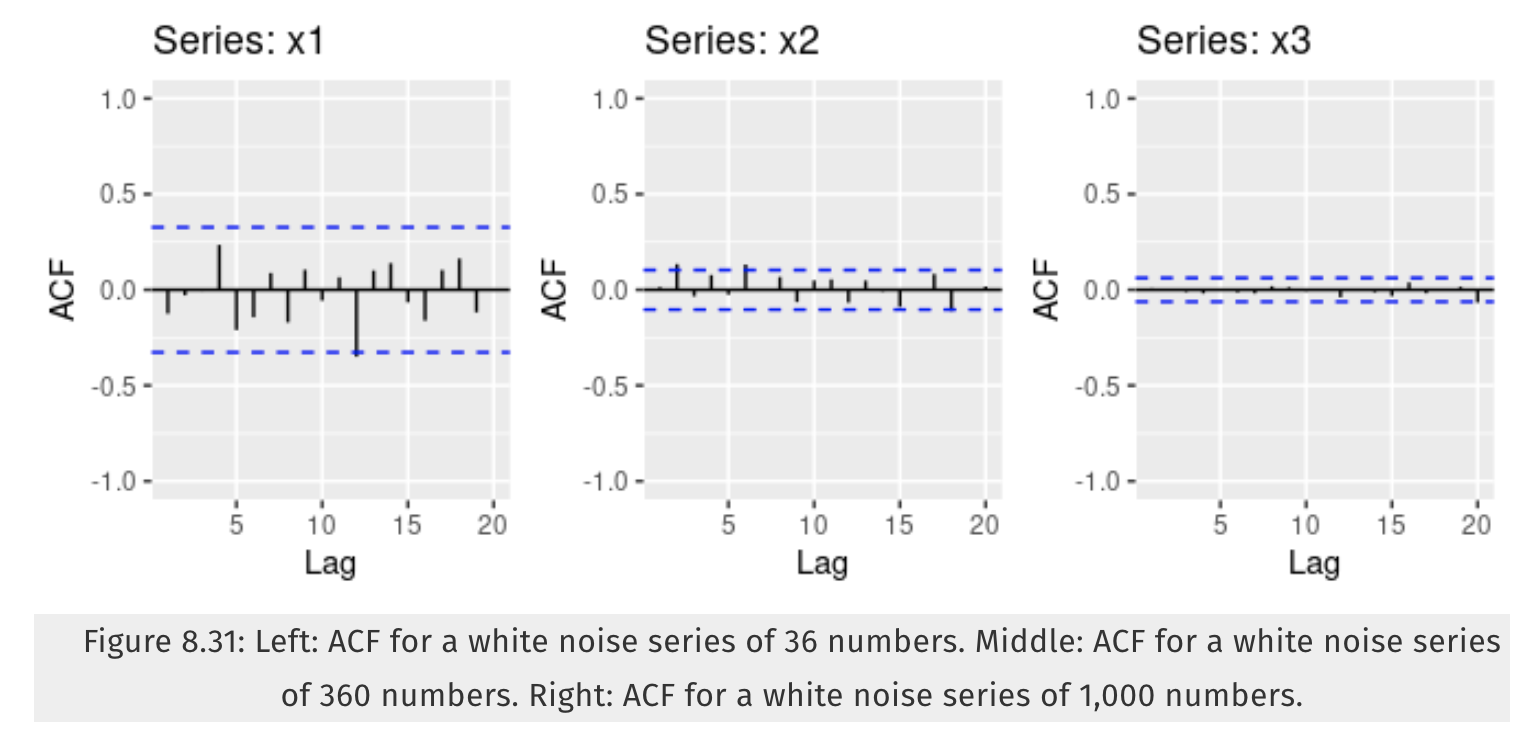 Series: x1
Series: x2
Series: x3
ACF
1.0
0.5
0.0
-0.5
-1.0
5 10 15 20
Lag
ACF
1.0
0.5
0.0
-0.5
-1.0
5 10 15 20
Lag
ACF
1.0
0.5
0.0
-0.5
-1.0
5 10 15 20
Lag
Figure 8.31: Left: ACF for a white noise series of 36 numbers. Middle: ACF for a white noise series
of 360 numbers. Right: ACF for a white noise series of 1,000 numbers.